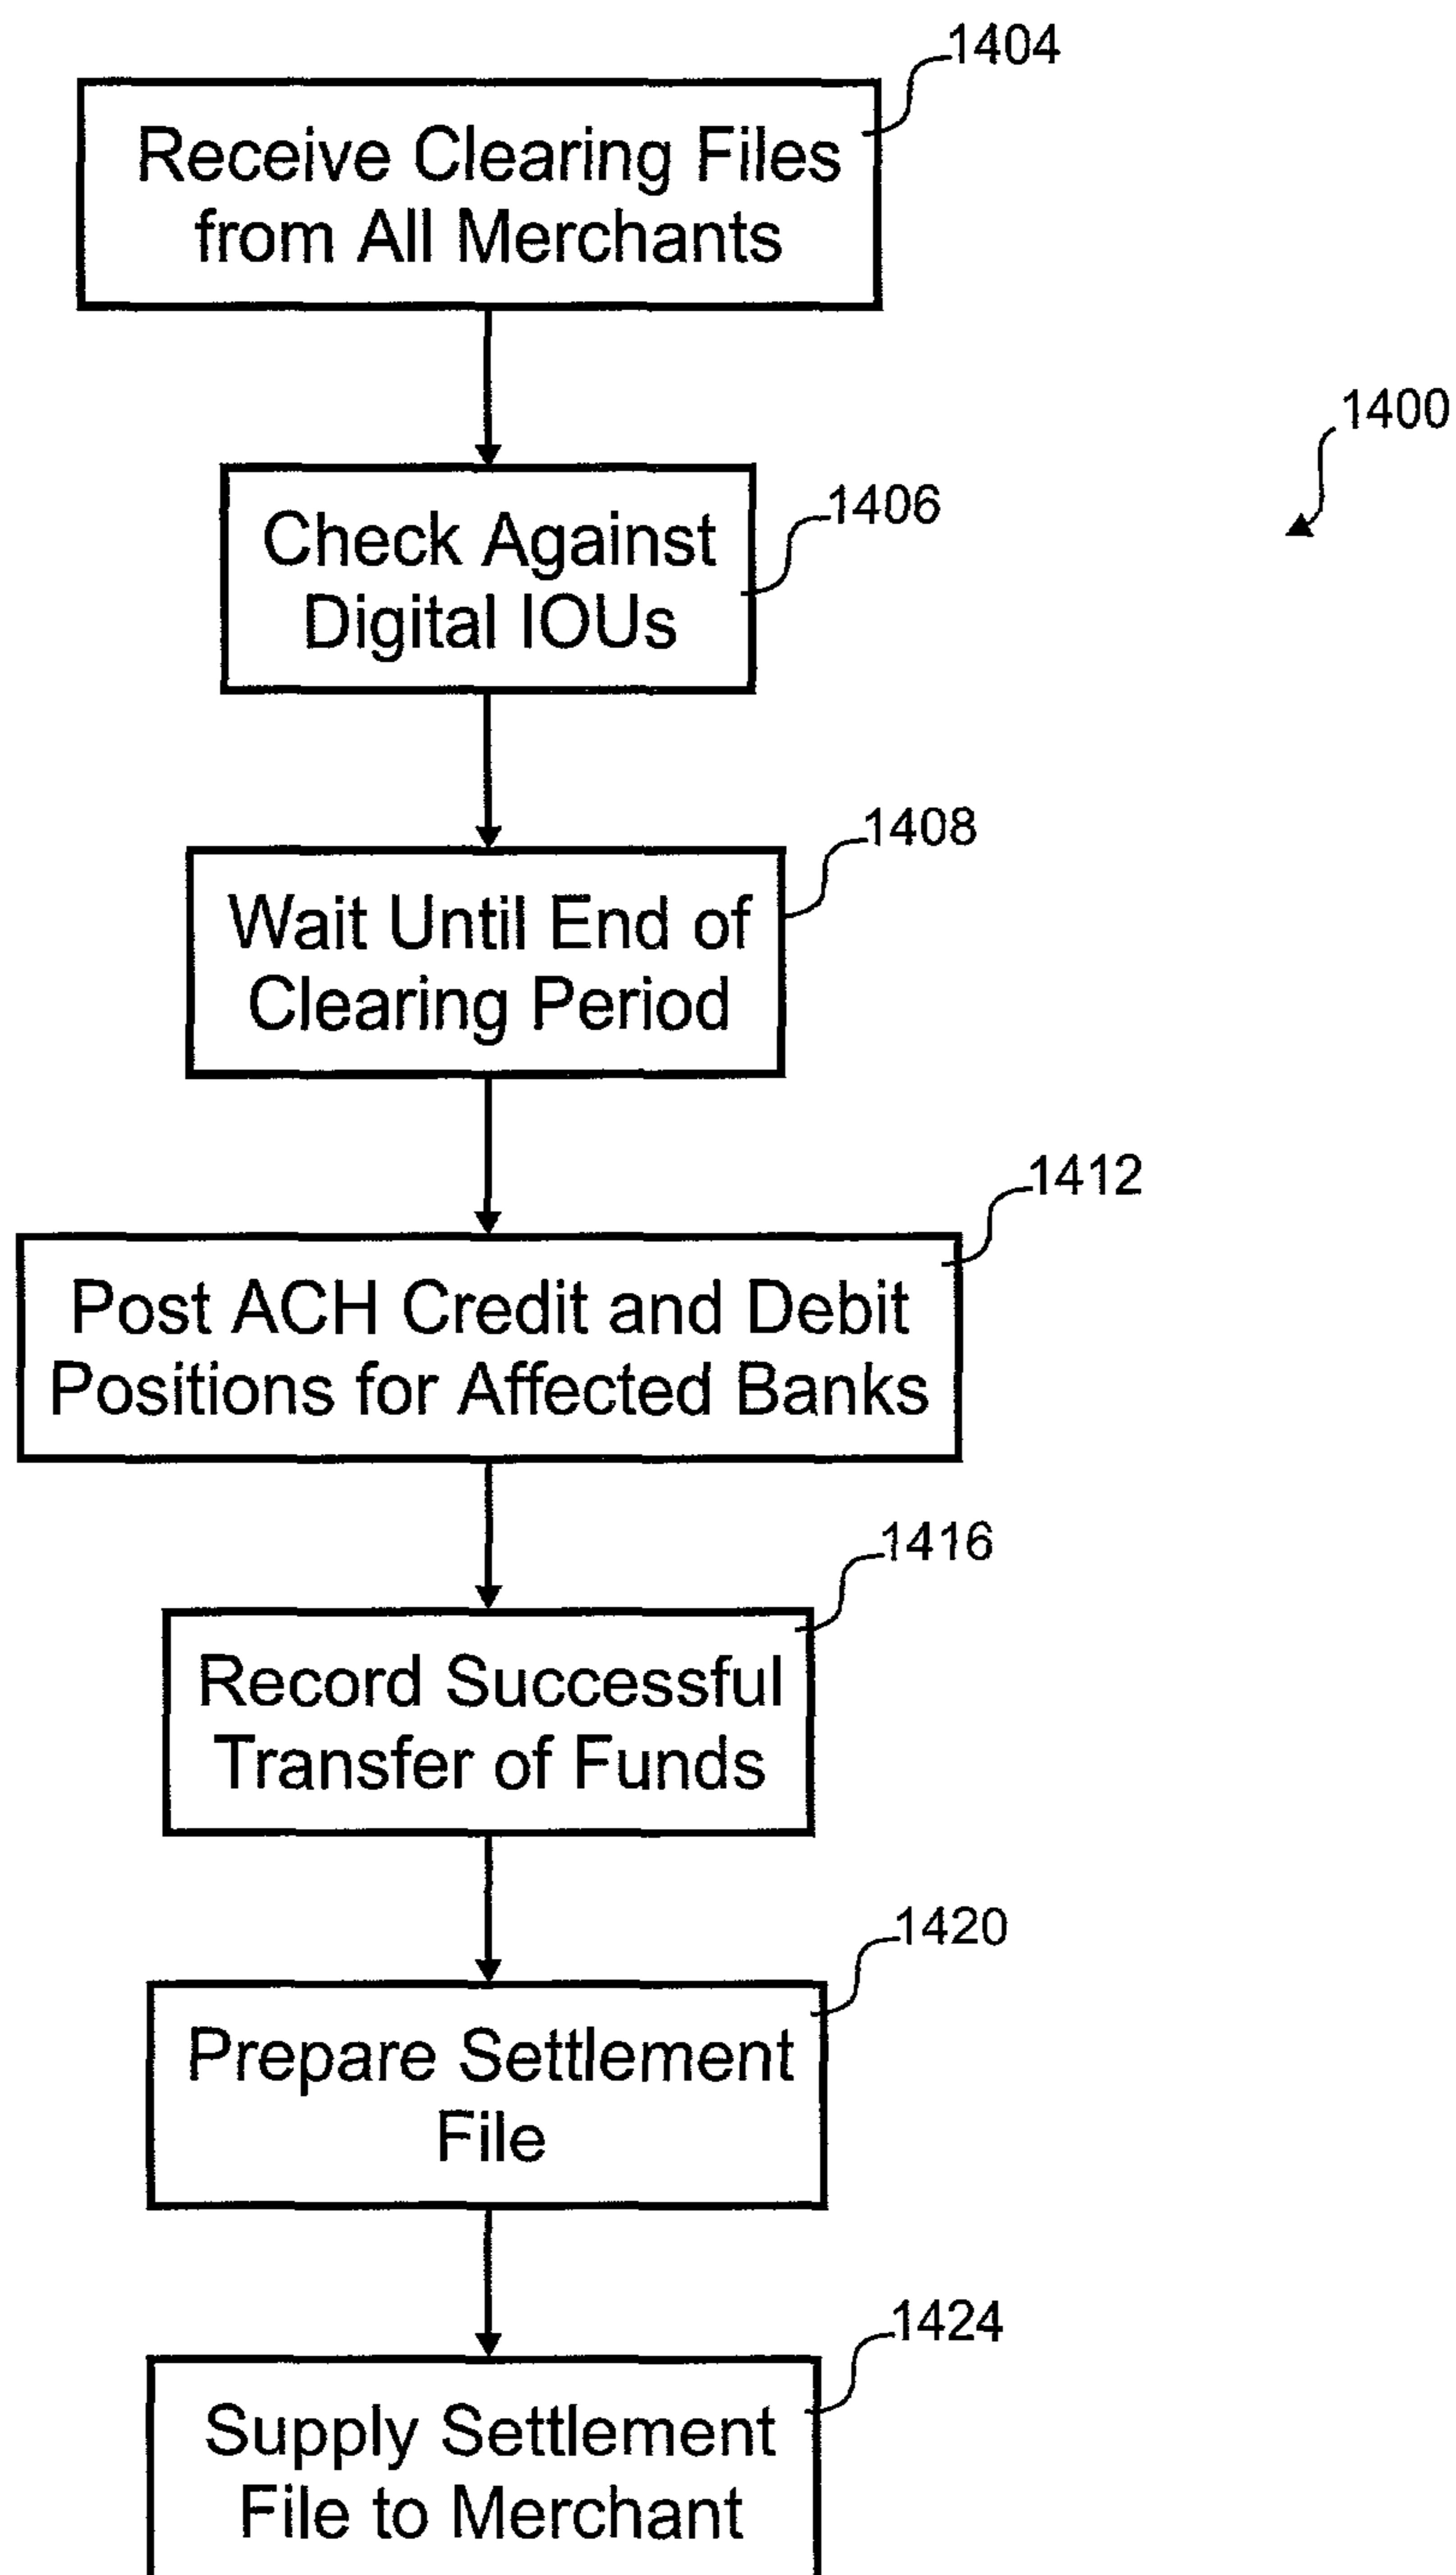 1404
Receive Clearing Files
from All Merchants
1400
1406
Check Against
Digital IOUs
1408
Wait Until End of
Clearing Period
1412
Post ACH Credit and Debit
Positions for Affected Banks
1416
Record Successful
Transfer of Funds
1420
Prepare Settlement
File
1424
Supply Settlement
File to Merchant